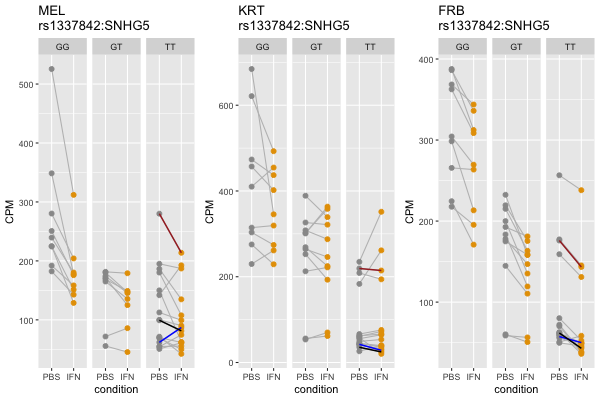 MEL
rs1337842:SNHG5
GG GT TT
CPM
500
400
300
200
100
PBS IFN PBS IFN PBS IFN
condition
KRT
rs1337842:SNHG5
GG GT TT
CPM
600
400
200
0
PBS IFN PBS IFN PBS IFN
condition
FRB
rs1337842:SNHG5
GG GT TT
CPM
400
300
200
100
PBS IFN PBS IFN PBS IFN
condition